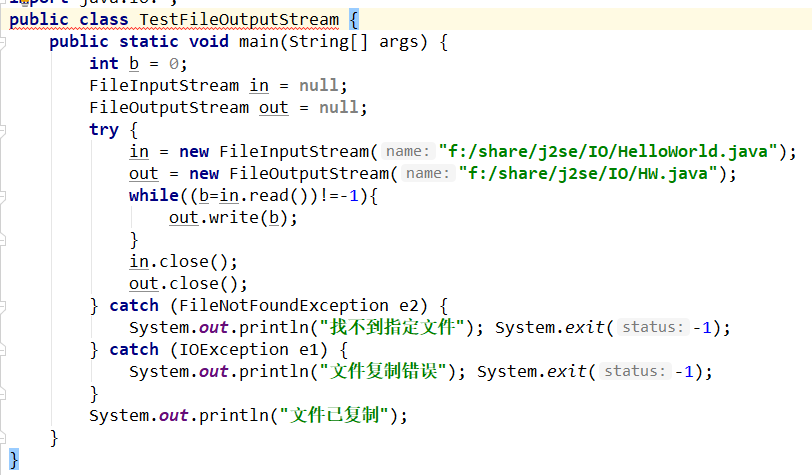 import java.io.*;
public class TestFileOutputStream {
public static void main(String[] args) {
int b = 0;
FileInputStream in = null;
FileOutputStream out = null;
try {
in = new FileInputStream( name: "f:/share/j2se/IO/HelloWorld.java");
out = new FileOutputStream( name: "f:/share/j2se/IO/HW.java");
while((b=in.read())!=-1){
out.write(b);
}
in.close();
out.close();
} catch (FileNotFoundException e2) {
System.out.println("找不到指定文件"); System.exit( status: -1);
} catch (IOException e1) {
System.out.println("文件复制错误"); System.exit( status: -1);
}
System.out.println("文件已复制");
}
}